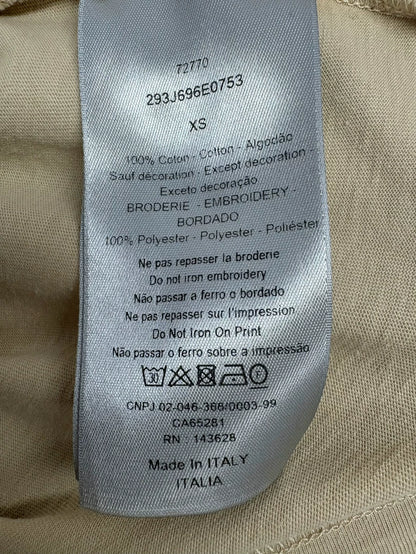 72770
293J696E0753
XS
100% Coton - Cotton - Algodão
Sauf décoration - Except decoration -
Exceto decoração
BRODERIE - EMBROIDERY -
BORDADO
100% Polyester - Polyester - Poliéster
Ne pas repasser la broderie
Do not iron embroidery
Não passar a ferro o bordado
Ne pas repasser sur l'impression
Do Not Iron On Print
Não passar a ferro sobre a impressão
30 F
CNPJ 02-046-366/0003-99
CA65281
RN : 143628
Made In ITALY
ITALIA